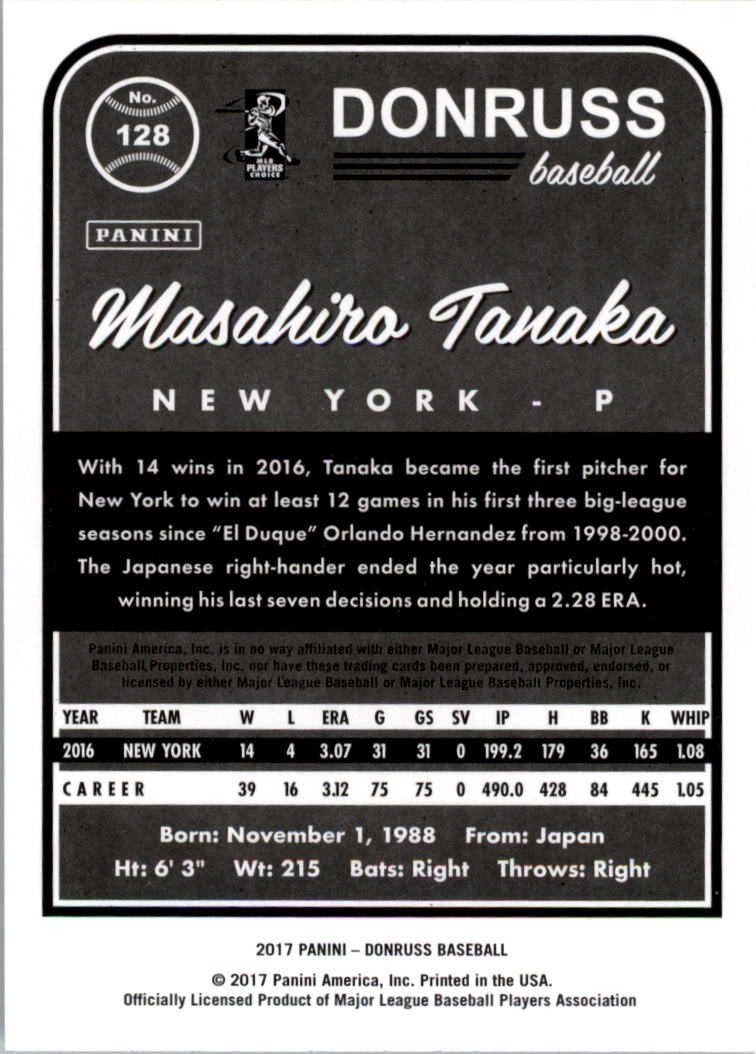 No.
128
MLB
PLAYERS
CHOICE
DONRUSS
baseball
PANINI
Masahiro Tanaka
NEW YORK - P
With 14 wins in 2016, Tanaka became the first pitcher for
New York to win at least 12 games in his first three big-league
seasons since “El Duque” Orlando Hernandez from 1998-2000.
The Japanese right-hander ended the year particularly hot,
winning his last seven decisions and holding a 2.28 ERA.
Panini America, Inc. is in no way affiliated with either Major League Baseball or Major League
Baseball Properties, Inc. nor have these trading cards been prepared, approved, endorsed, or
licensed by either Major League Baseball or Major League Baseball Properties, Inc.
YEAR TEAM W L ERA G GS SV IP H BB K WHIP
2016 NEW YORK 14 4 3.07 31 31 0 199.2 179 36 165 1.08
CAREER 39 16 3.12 75 75 0 490.0 428 84 445 1.05
Born: November 1, 1988 From: Japan
Ht: 6' 3" Wt: 215 Bats: Right Throws: Right
2017 PANINI – DONRUSS BASEBALL
© 2017 Panini America, Inc. Printed in the USA.
Officially Licensed Product of Major League Baseball Players Association